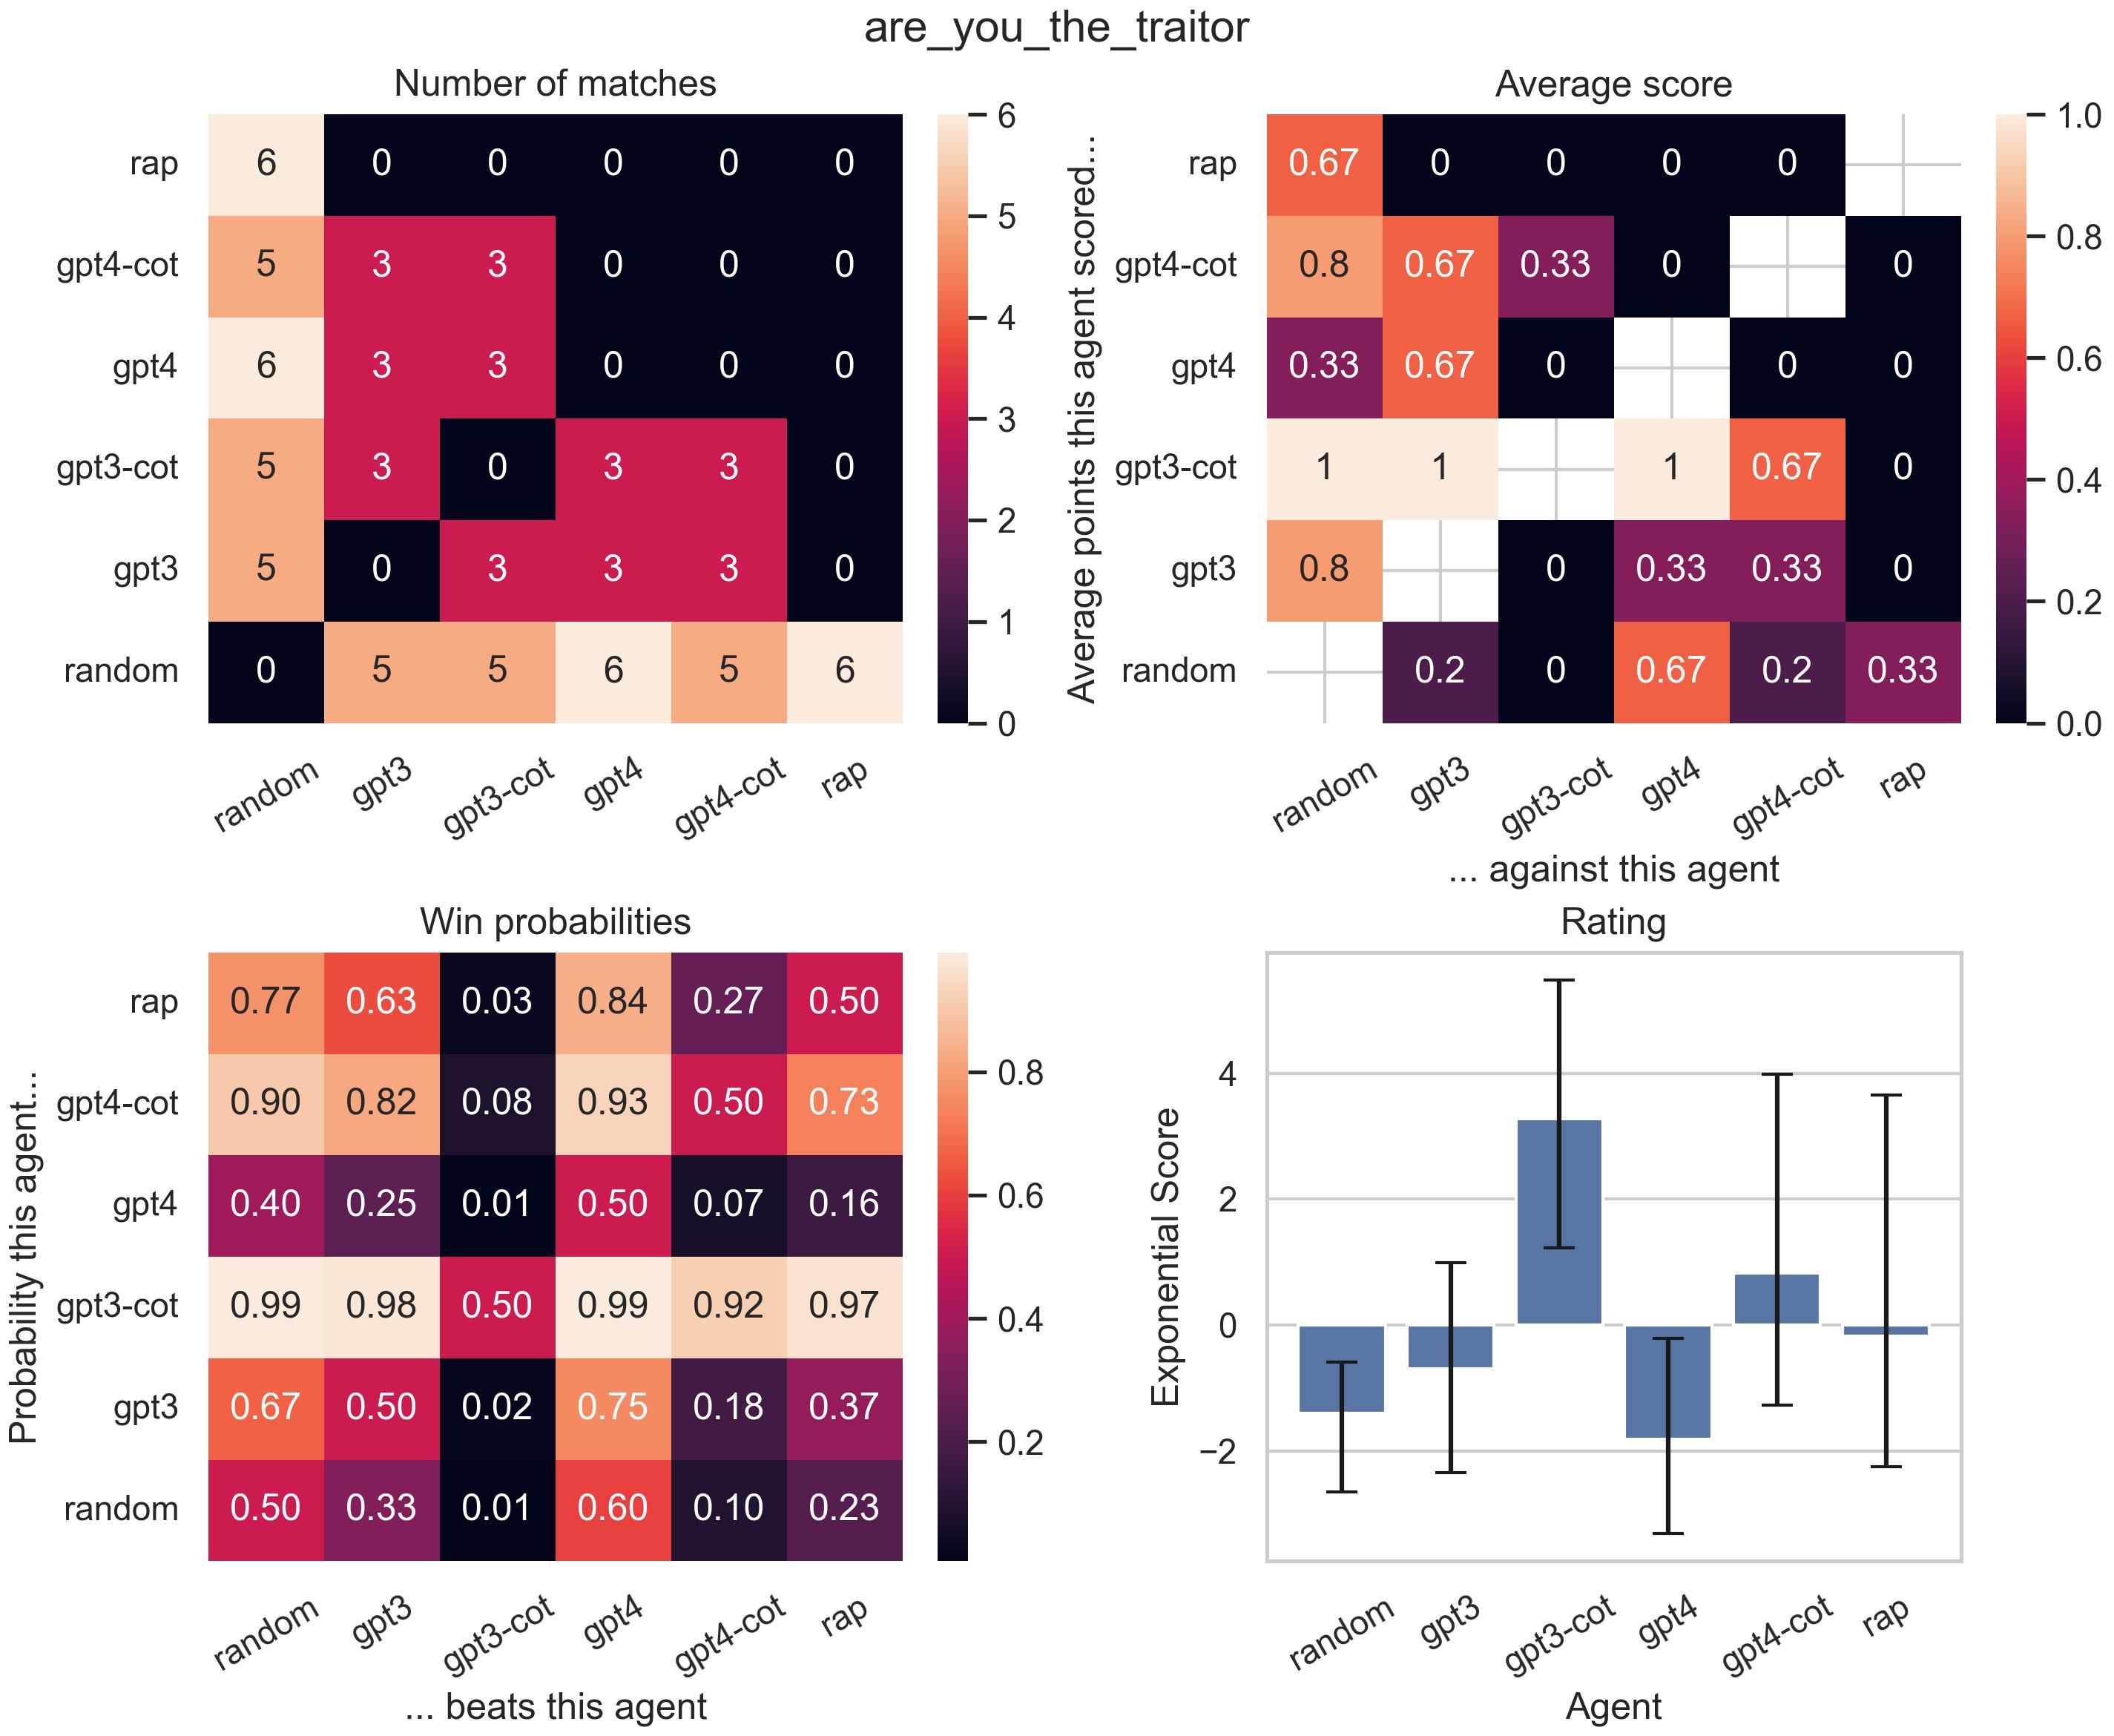 are_you_the_traitor
Number of matches
rap 6 0 0 0 0 0
gpt4-cot 5 3 3 0 0 0
gpt4 6 3 3 0 0 0
gpt3-cot 5 3 0 3 3 0
gpt3 5 0 3 3 3 0
random 0 5 5 6 5 6
random gpt3 gpt3-cot gpt4 gpt4-cot rap
6
5
4
3
2
1
0
Average score
Average points this agent scored...
rap 0.67 0 0 0 0
gpt4-cot 0.8 0.67 0.33 0 0
gpt4 0.33 0.67 0 0 0
gpt3-cot 1 1 1 0.67 0
gpt3 0.8 0 0.33 0.33 0
random 0.2 0 0.67 0.2 0.33
random gpt3 gpt3-cot gpt4 gpt4-cot rap
... against this agent
1.0
0.8
0.6
0.4
0.2
0.0
Win probabilities
Probability this agent...
rap 0.77 0.63 0.03 0.84 0.27 0.50
gpt4-cot 0.90 0.82 0.08 0.93 0.50 0.73
gpt4 0.40 0.25 0.01 0.50 0.07 0.16
gpt3-cot 0.99 0.98 0.50 0.99 0.92 0.97
gpt3 0.67 0.50 0.02 0.75 0.18 0.37
random 0.50 0.33 0.01 0.60 0.10 0.23
random gpt3 gpt3-cot gpt4 gpt4-cot rap
... beats this agent
0.8
0.6
0.4
0.2
Rating
Exponential Score
4
2
0
−2
random gpt3 gpt3-cot gpt4 gpt4-cot rap
Agent